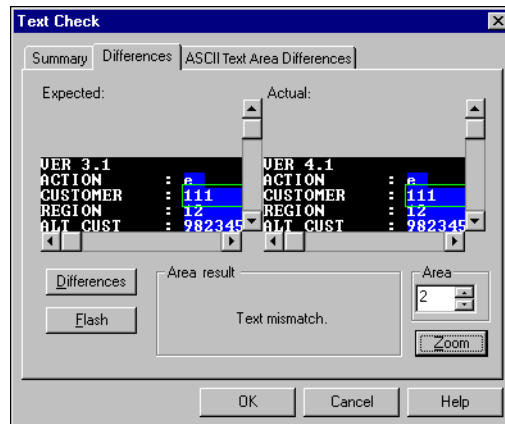 Text Check
Summary Differences ASCII Text Area Differences
Expected: Actual:
VER 3.1 VER 4.1
ACTION : e ACTION : e
CUSTOMER : 111 CUSTOMER : 111
REGION : 12 REGION : 12
ALT CUST : 982345 ALT CUST : 982345
Differences Area result Area
2
Flash Text mismatch.
Zoom
OK Cancel Help